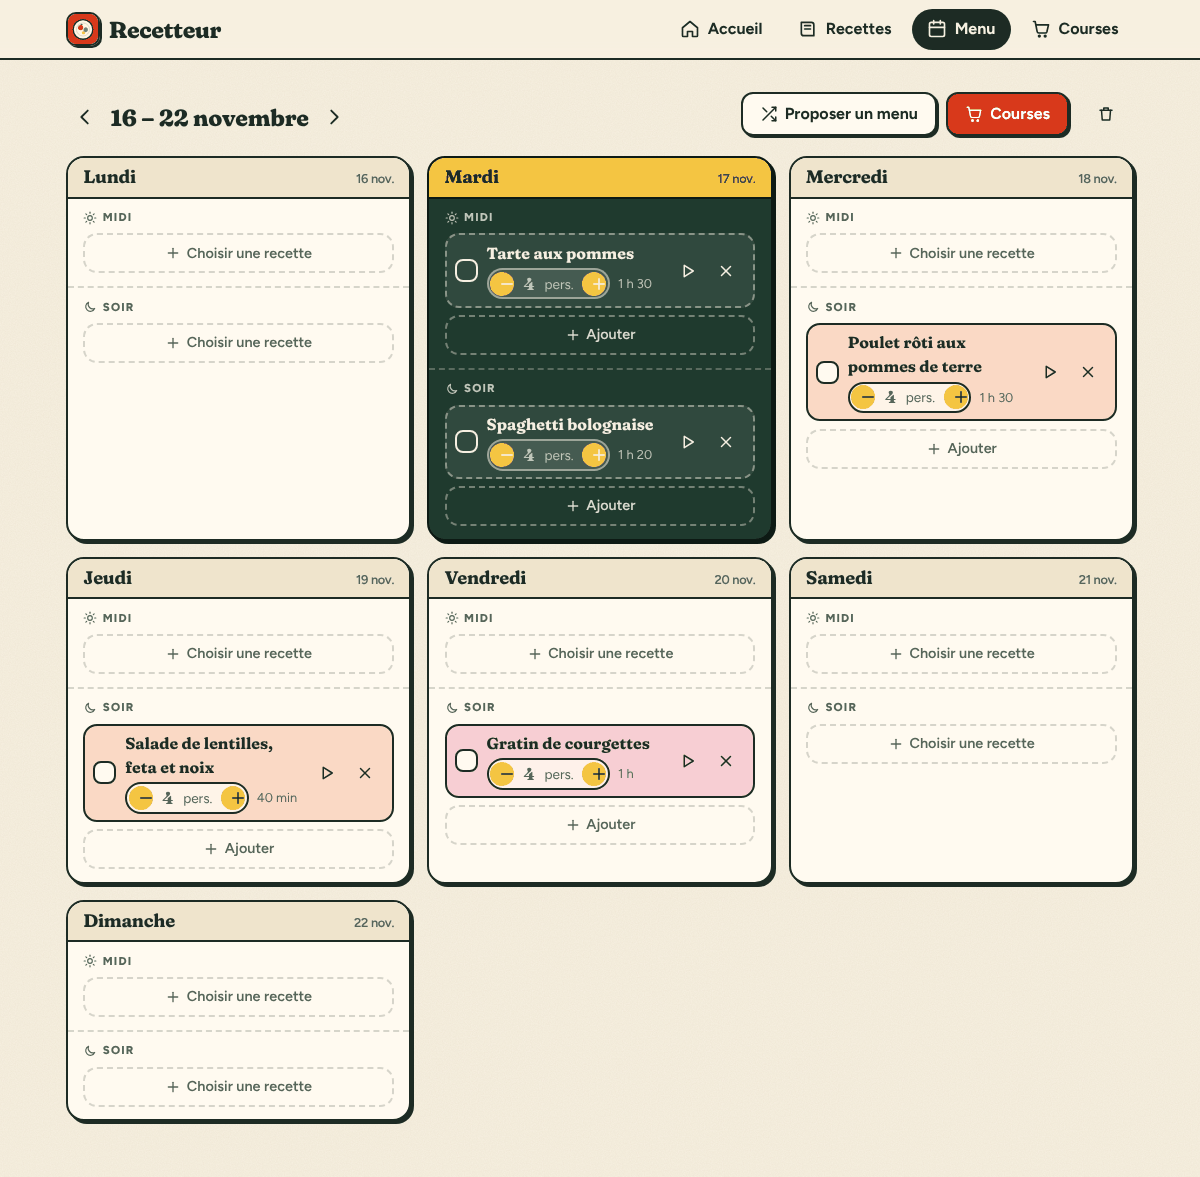 Recetteur
Accueil
Recettes
Menu
Courses
16 – 22 novembre
Proposer un menu
Courses
Lundi
16 nov.
MIDI
Choisir une recette
SOIR
Choisir une recette
Mardi
17 nov.
MIDI
Tarte aux pommes
− 4 pers. + 1 h 30
+ Ajouter
SOIR
Spaghetti bolognaise
− 4 pers. + 1 h 20
+ Ajouter
Mercredi
18 nov.
MIDI
+ Choisir une recette
SOIR
Poulet rôti aux
pommes de terre
− 4 pers. + 1 h 30
+ Ajouter
Jeudi
19 nov.
MIDI
+ Choisir une recette
SOIR
Salade de lentilles,
feta et noix
− 4 pers. + 40 min
+ Ajouter
Vendredi
20 nov.
MIDI
+ Choisir une recette
SOIR
Gratin de courgettes
− 4 pers. + 1 h
+ Ajouter
Samedi
21 nov.
MIDI
+ Choisir une recette
SOIR
+ Choisir une recette
Dimanche
22 nov.
MIDI
+ Choisir une recette
SOIR
+ Choisir une recette